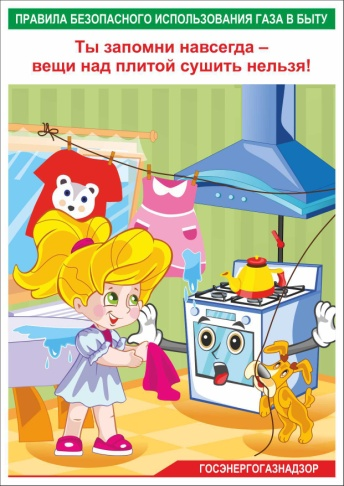 ПРАВИЛА БЕЗОПАСНОГО ИСПОЛЬЗОВАНИЯ ГАЗА В БЫТУ
Ты запомни навсегда –
вещи над плитой сушить нельзя!
ГОСЭНЕРГОГАЗНАДЗОР